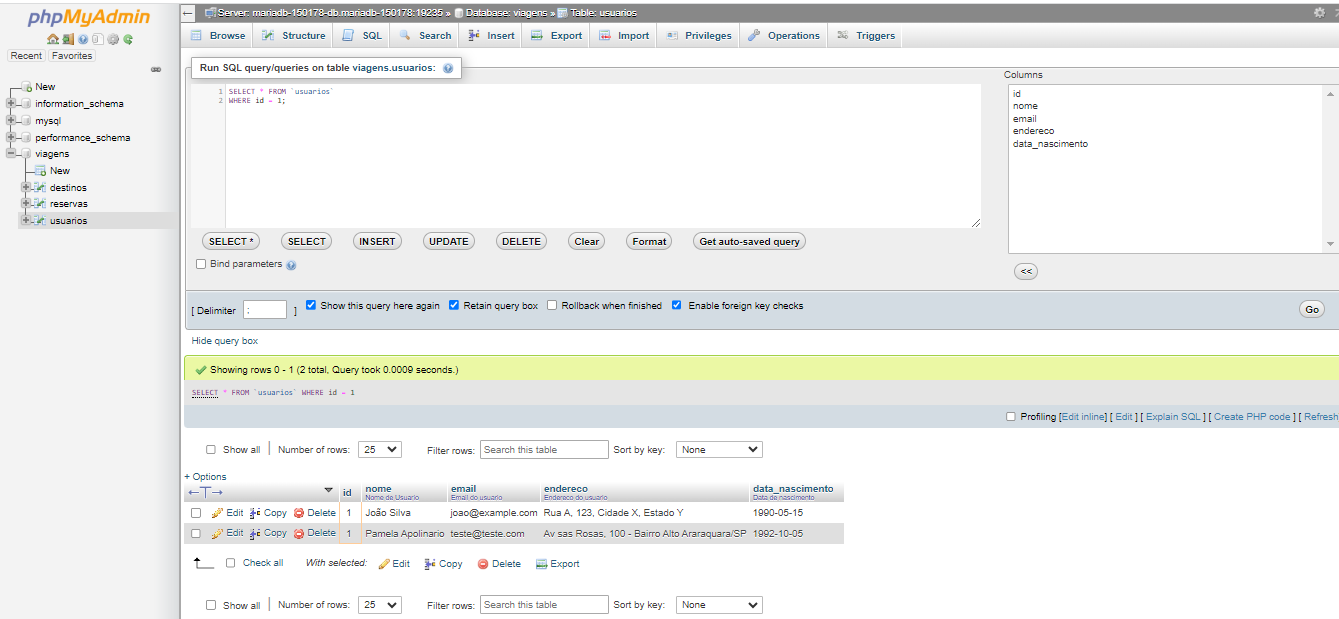 phpMyAdmin
Recent Favorites
New
information_schema
mysql
performance_schema
viagens
New
destinos
reservas
usuarios
Server: mariadb-150178-db.mariadb-150178:19235 » Database: viagens » Table: usuarios
Browse Structure SQL Search Insert Export Import Privileges Operations Triggers
Run SQL query/queries on table viagens.usuarios:
1 SELECT * FROM `usuarios`
2 WHERE id = 1;
Columns
id
nome
email
endereco
data_nascimento
SELECT * SELECT INSERT UPDATE DELETE Clear Format Get auto-saved query
<<
Bind parameters
[ Delimiter ; ] Show this query here again Retain query box Rollback when finished Enable foreign key checks Go
Hide query box
Showing rows 0 - 1 (2 total, Query took 0.0009 seconds.)
SELECT * FROM `usuarios` WHERE id = 1
Profiling [Edit inline] [ Edit ] [ Explain SQL ] [ Create PHP code ] [ Refresh
Show all Number of rows: 25 Filter rows: Search this table Sort by key: None
+ Options
←T→ id nome email endereco data_nascimento
Nome de Usuario Email do usuario Endereco do usuario Data de nascimento
Edit Copy Delete 1 João Silva joao@example.com Rua A, 123, Cidade X, Estado Y 1990-05-15
Edit Copy Delete 1 Pamela Apolinario teste@teste.com Av sas Rosas, 100 - Bairro Alto Araraquara/SP 1992-10-05
Check all With selected: Edit Copy Delete Export
Show all Number of rows: 25 Filter rows: Search this table Sort by key: None